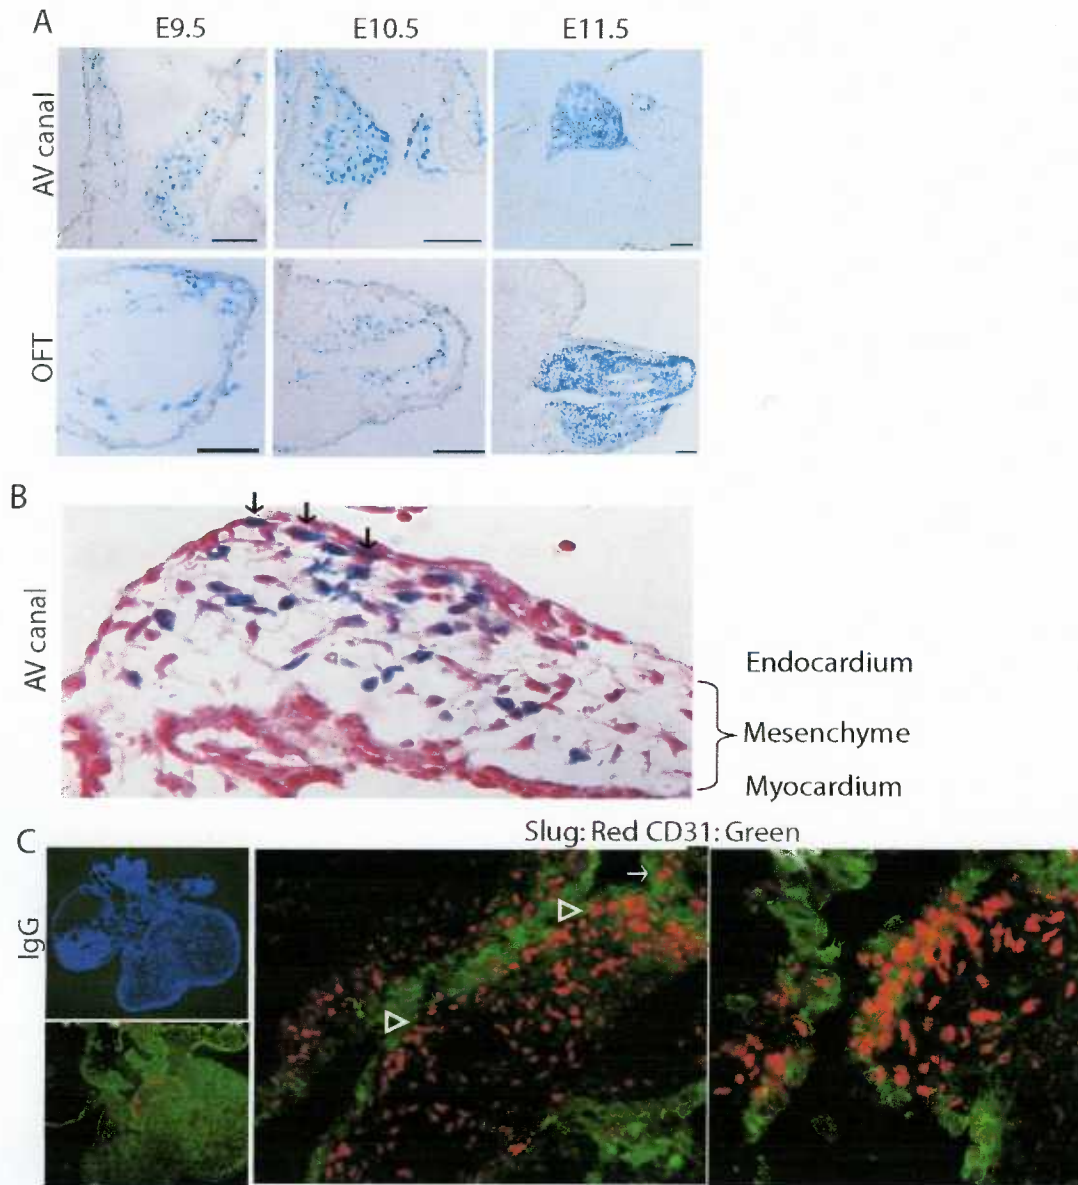 A
E9.5 E10.5 E11.5
AV canal
OFT
B
AV canal
Endocardium
Mesenchyme
Myocardium
C
Slug: Red CD31: Green
IgG